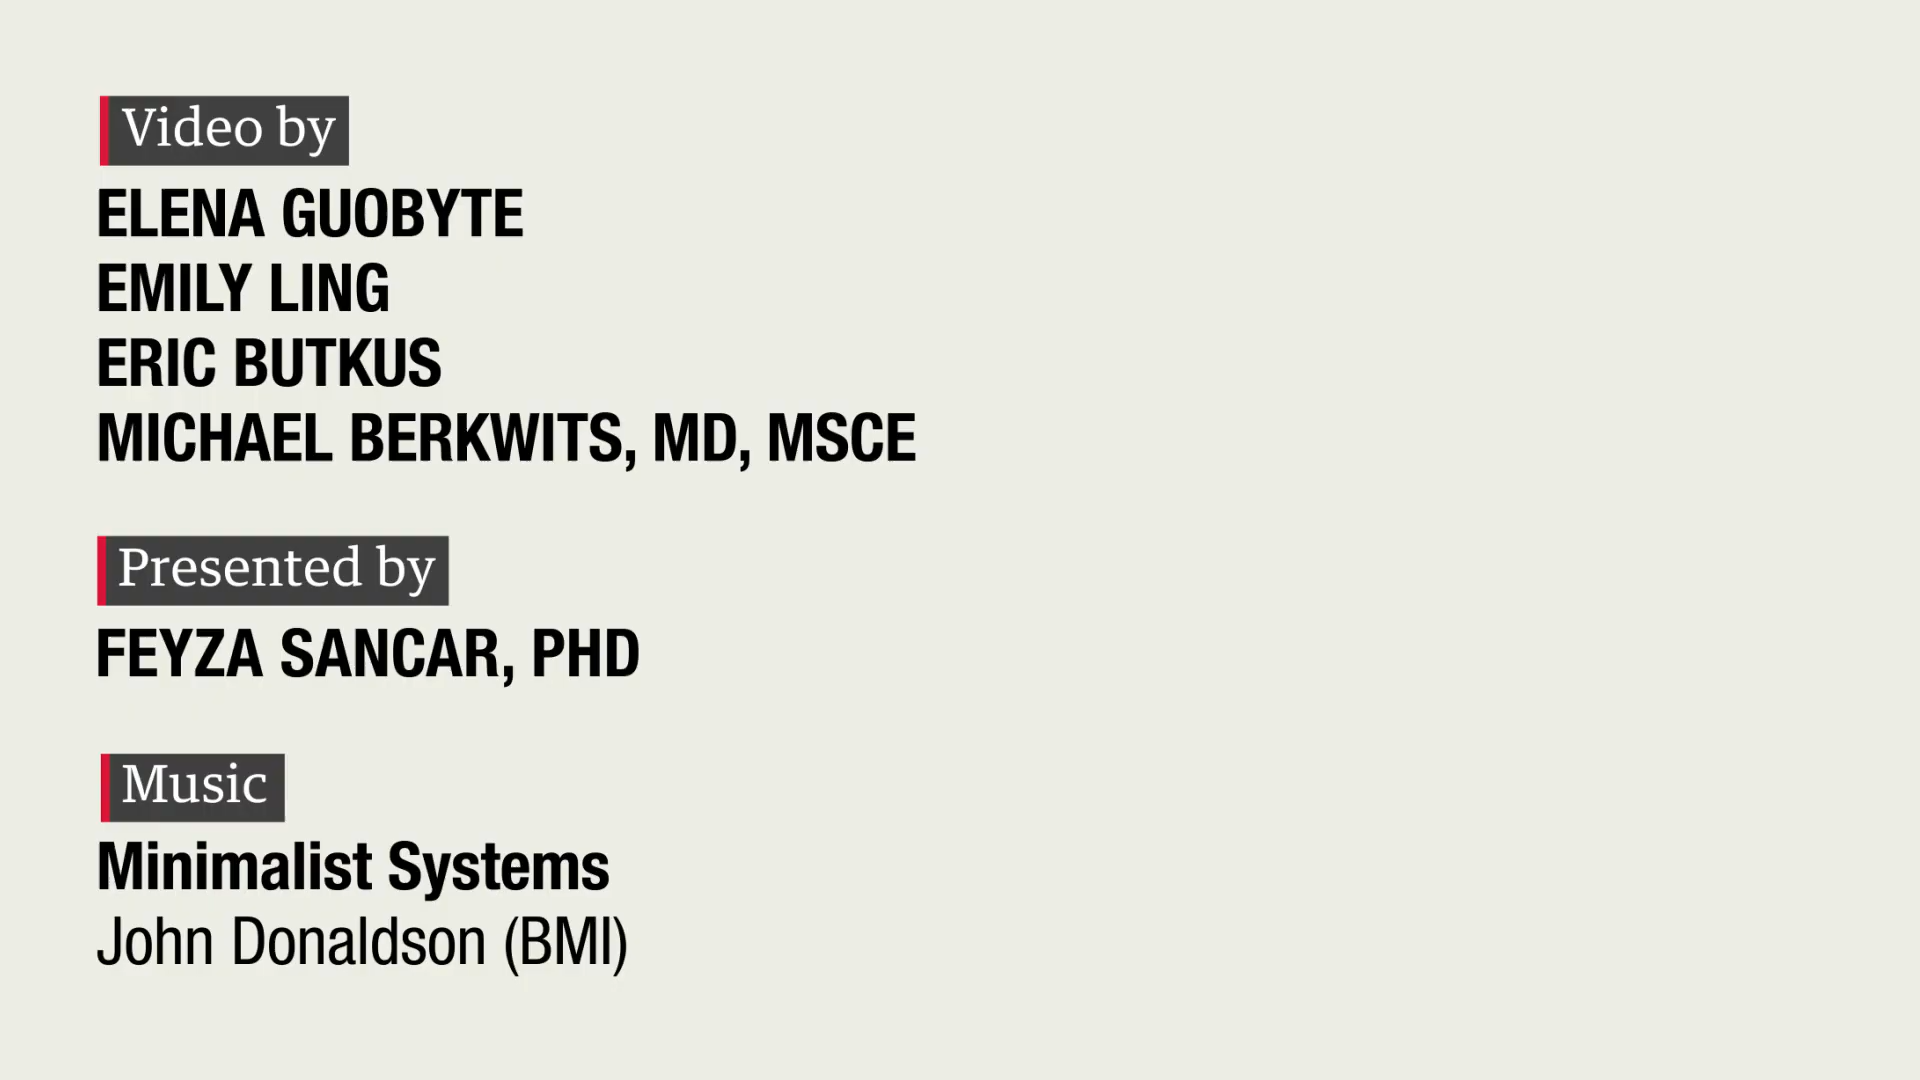 Video by
ELENA GUOBYTE
EMILY LING
ERIC BUTKUS
MICHAEL BERKWITS, MD, MSCE
Presented by
FEYZA SANCAR, PHD
Music
Minimalist Systems
John Donaldson (BMI)